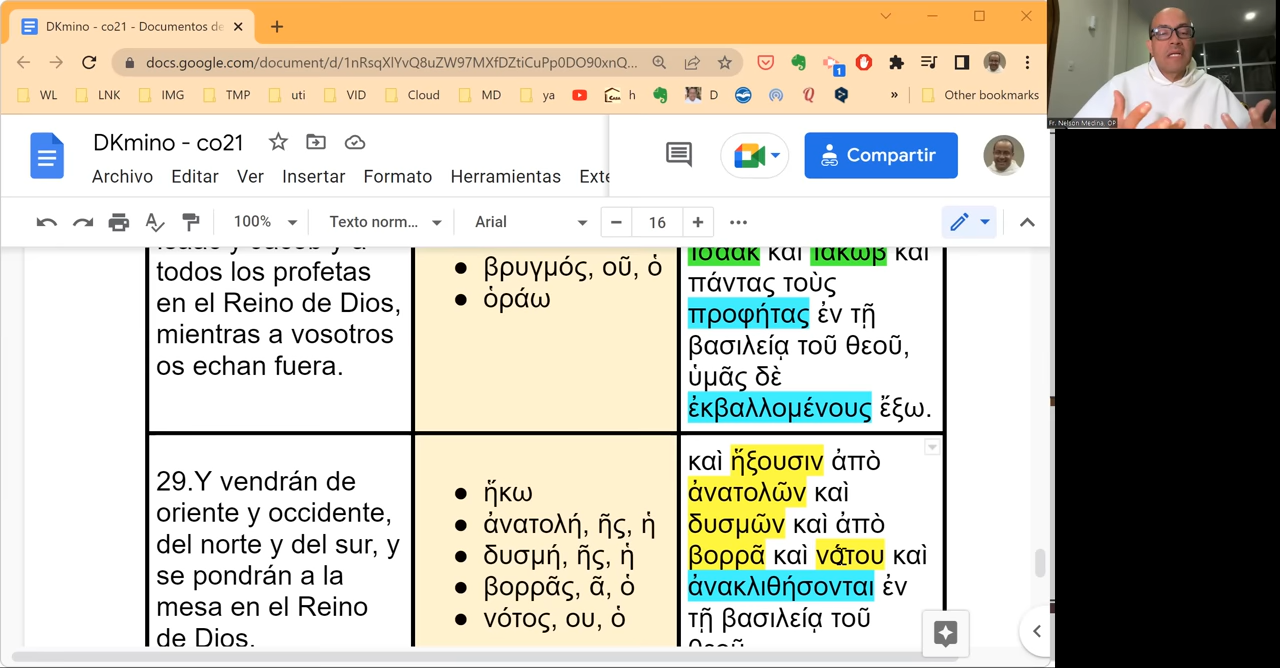 DKmino - co21 - Documentos de
docs.google.com/document/d/1nRsqXlYvQ8uZW97MXfDZtiCuPp0DO90xnQ...
WL LNK IMG TMP uti VID Cloud MD ya h D » Other bookmarks
Fr. Nelson Medina, OP
DKmino - co21
Archivo Editar Ver Insertar Formato Herramientas Exte
Compartir
100% Texto norm... Arial 16
todos los profetas
en el Reino de Dios,
mientras a vosotros
os echan fuera.
βρυγμός, οῦ, ὁ
ὁράω
Ἰσαὰκ καὶ Ἰακὼβ καὶ
πάντας τοὺς
προφήτας ἐν τῇ
βασιλείᾳ τοῦ θεοῦ,
ὑμᾶς δὲ
ἐκβαλλομένους ἔξω.
29.Y vendrán de
oriente y occidente,
del norte y del sur, y
se pondrán a la
mesa en el Reino
de Dios.
ἥκω
ἀνατολή, ῆς, ἡ
δυσμή, ῆς, ἡ
βορρᾶς, ᾶ, ὁ
νότος, ου, ὁ
καὶ ἥξουσιν ἀπὸ
ἀνατολῶν καὶ
δυσμῶν καὶ ἀπὸ
βορρᾶ καὶ νότου καὶ
ἀνακλιθήσονται ἐν
τῇ βασιλείᾳ τοῦ